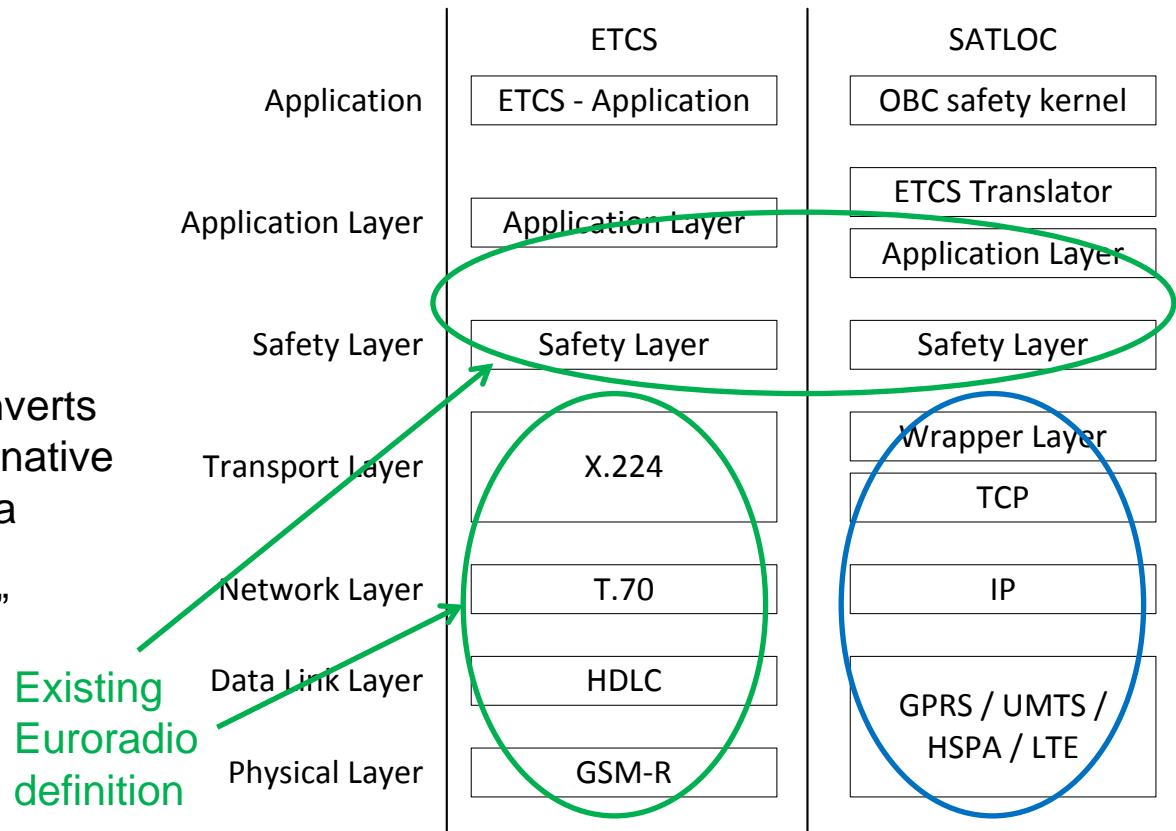 ETCS SATLOC
Application ETCS - Application OBC safety kernel
ETCS Translator
Application Layer Application Layer
Application Layer
Safety Layer Safety Layer Safety Layer
nverts
native
a
”
Wrapper Layer
Transport Layer X.224
TCP
Network Layer T.70 IP
Data Link Layer HDLC
GPRS / UMTS /
HSPA / LTE
Physical Layer GSM-R
Existing
Euroradio
definition